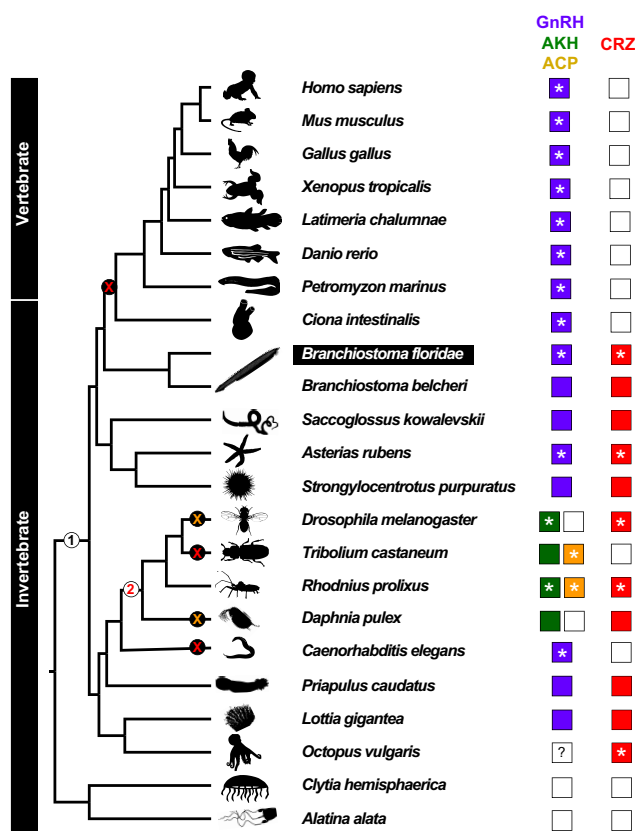 GnRH
AKH CRZ
ACP
Vertebrate
Invertebrate
Homo sapiens *
Mus musculus *
Gallus gallus *
Xenopus tropicalis *
Latimeria chalumnae *
Danio rerio *
X
Petromyzon marinus *
Ciona intestinalis *
Branchiostoma floridae * *
Branchiostoma belcheri
Saccoglossus kowalevskii
Asterias rubens * *
Strongylocentrotus purpuratus
X Drosophila melanogaster * *
1
X Tribolium castaneum *
2 Rhodnius prolixus * * *
X Daphnia pulex
X Caenorhabditis elegans *
Priapulus caudatus
Lottia gigantea
Octopus vulgaris ? *
Clytia hemisphaerica
Alatina alata